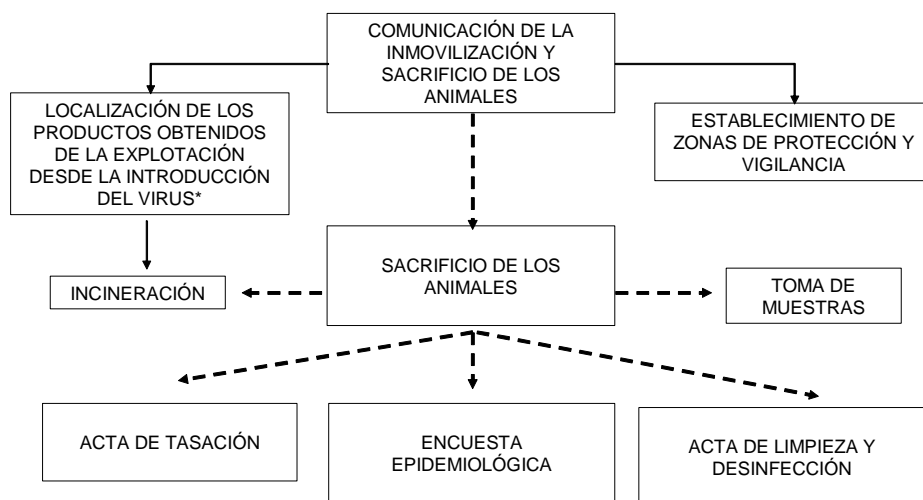 COMUNICACIÓN DE LA
INMOVILIZACIÓN Y
SACRIFICIO DE LOS
ANIMALES
LOCALIZACIÓN DE LOS
PRODUCTOS OBTENIDOS
DE LA EXPLOTACIÓN
DESDE LA INTRODUCCIÓN
DEL VIRUS*
ESTABLECIMIENTO DE
ZONAS DE PROTECCIÓN Y
VIGILANCIA
INCINERACIÓN
SACRIFICIO DE LOS
ANIMALES
TOMA DE
MUESTRAS
ACTA DE TASACIÓN
ENCUESTA
EPIDEMIOLÓGICA
ACTA DE LIMPIEZA Y
DESINFECCIÓN